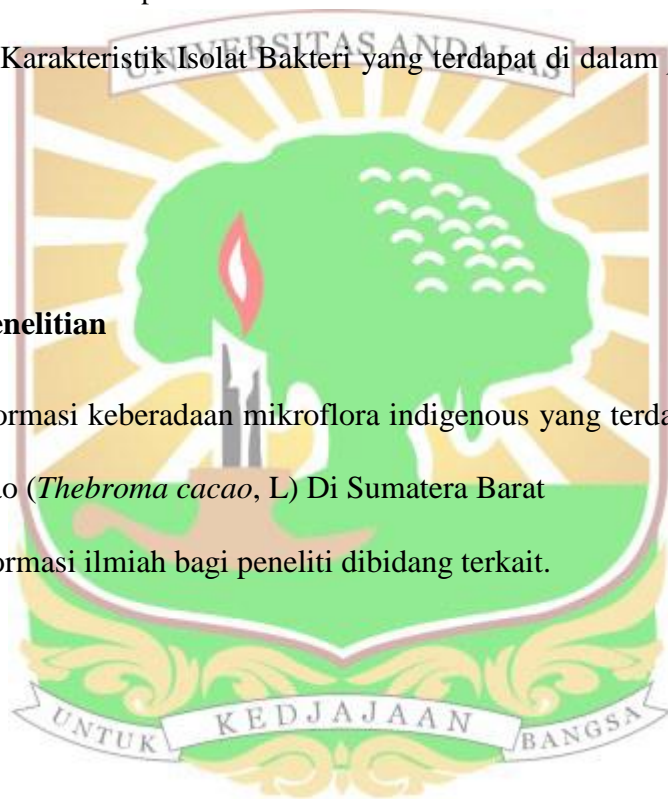 UNIVERSITAS ANDALAS
Karakteristik Isolat Bakteri yang terdapat di dalam
enelitian
ormasi keberadaan mikroflora indigenous yang terda
ao (Thebroma cacao, L) Di Sumatera Barat
ormasi ilmiah bagi peneliti dibidang terkait.
UNTUK KEDJAJAAN BANGSA